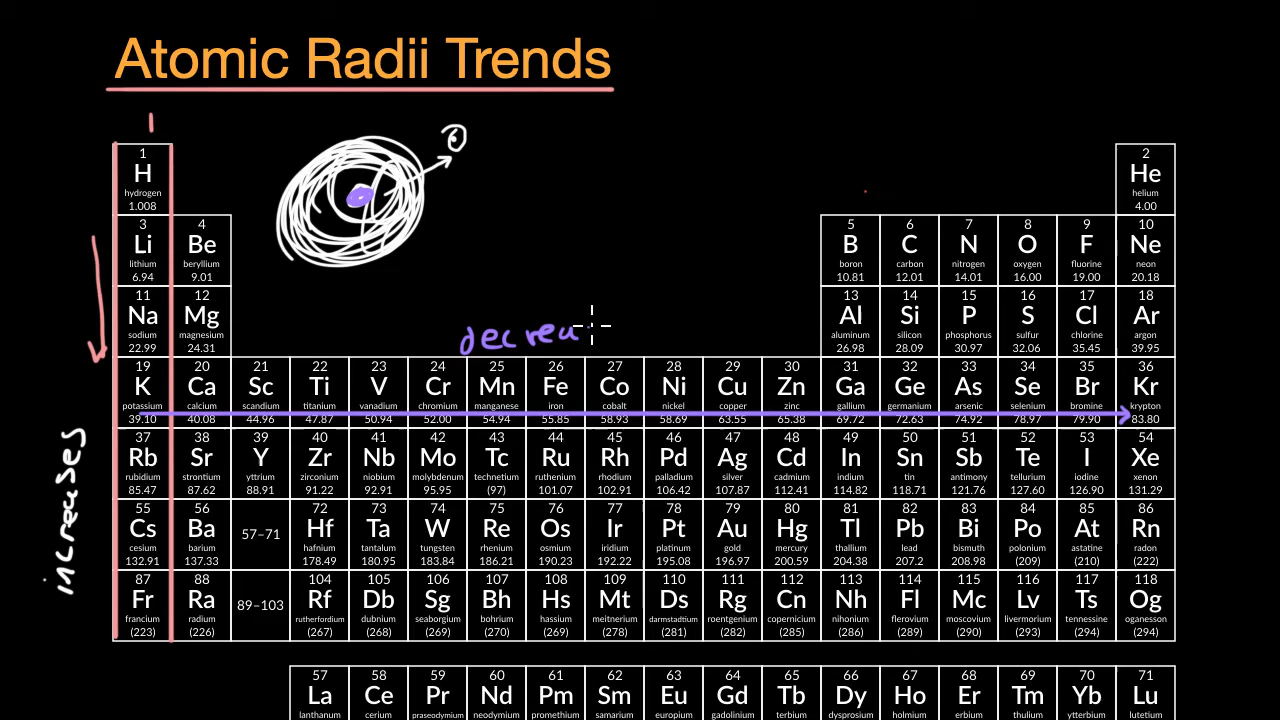 Atomic Radii Trends
1
1 2
H He
hydrogen helium
1.008 4.00
3 4 5 6 7 8 9 10
Li Be B C N O F Ne
lithium beryllium boron carbon nitrogen oxygen fluorine neon
6.94 9.01 10.81 12.01 14.01 16.00 19.00 20.18
11 12 13 14 15 16 17 18
Na Mg Al Si P S Cl Ar
sodium magnesium aluminum silicon phosphorus sulfur chlorine argon
22.99 24.31 26.98 28.09 30.97 32.06 35.45 39.95
decrea
19 20 21 22 23 24 25 26 27 28 29 30 31 32 33 34 35 36
K Ca Sc Ti V Cr Mn Fe Co Ni Cu Zn Ga Ge As Se Br Kr
potassium calcium scandium titanium vanadium chromium manganese iron cobalt nickel copper zinc gallium germanium arsenic selenium bromine krypton
39.10 40.08 44.96 47.87 50.94 52.00 54.94 55.85 58.93 58.69 63.55 65.38 69.72 72.63 74.92 78.97 79.90 83.80
37 38 39 40 41 42 43 44 45 46 47 48 49 50 51 52 53 54
Rb Sr Y Zr Nb Mo Tc Ru Rh Pd Ag Cd In Sn Sb Te I Xe
rubidium strontium yttrium zirconium niobium molybdenum technetium ruthenium rhodium palladium silver cadmium indium tin antimony tellurium iodine xenon
85.47 87.62 88.91 91.22 92.91 95.95 (97) 101.07 102.91 106.42 107.87 112.41 114.82 118.71 121.76 127.60 126.90 131.29
increases
55 56 57–71 72 73 74 75 76 77 78 79 80 81 82 83 84 85 86
Cs Ba Hf Ta W Re Os Ir Pt Au Hg Tl Pb Bi Po At Rn
cesium barium hafnium tantalum tungsten rhenium osmium iridium platinum gold mercury thallium lead bismuth polonium astatine radon
132.91 137.33 178.49 180.95 183.84 186.21 190.23 192.22 195.08 196.97 200.59 204.38 207.2 208.98 (209) (210) (222)
87 88 89–103 104 105 106 107 108 109 110 111 112 113 114 115 116 117 118
Fr Ra Rf Db Sg Bh Hs Mt Ds Rg Cn Nh Fl Mc Lv Ts Og
francium radium rutherfordium dubnium seaborgium bohrium hassium meitnerium darmstadtium roentgenium copernicium nihonium flerovium moscovium livermorium tennessine oganesson
(223) (226) (267) (268) (269) (270) (269) (278) (281) (282) (285) (286) (289) (290) (293) (294) (294)
57 58 59 60 61 62 63 64 65 66 67 68 69 70 71
La Ce Pr Nd Pm Sm Eu Gd Tb Dy Ho Er Tm Yb Lu
lanthanum cerium praseodymium neodymium promethium samarium europium gadolinium terbium dysprosium holmium erbium thulium ytterbium lutetium